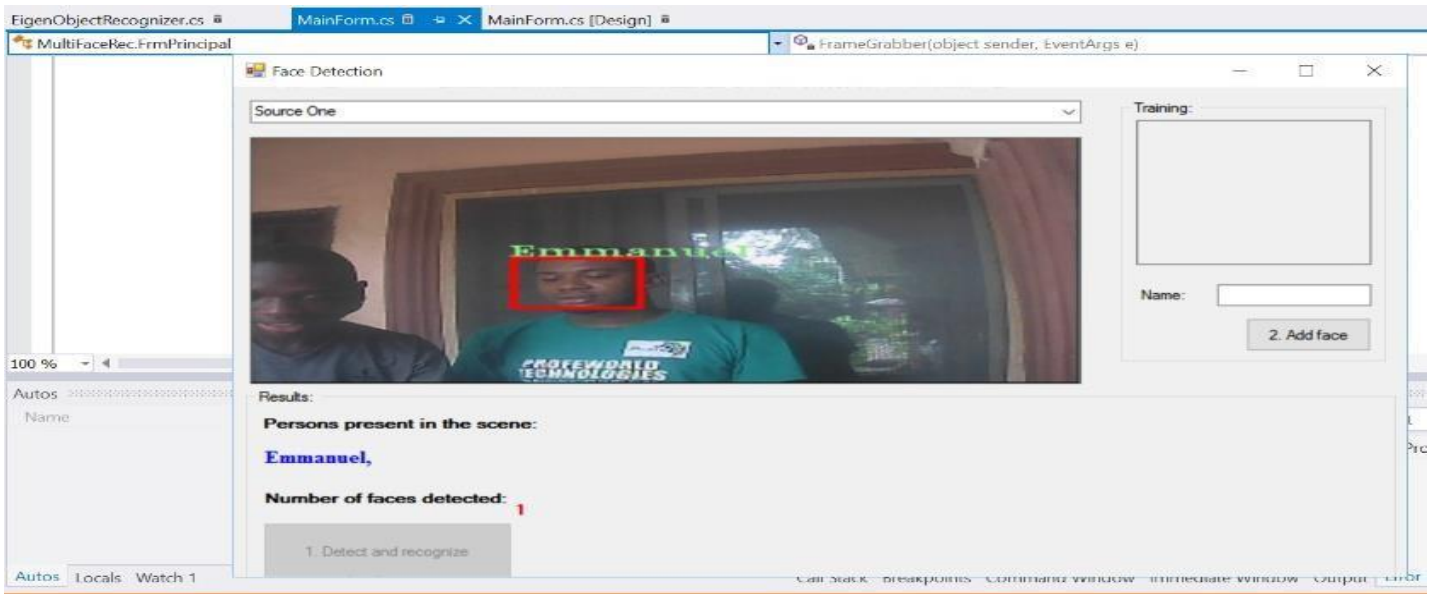 EigenObjectRecognizer.cs
MainForm.cs
MainForm.cs [Design]
MultiFaceRec.FrmPrincipal
FrameGrabber(object sender, EventArgs e)
Face Detection
Source One
Training:
Emmanuel
Name:
2. Add face
PROFEWORLD
TECHNOLOGIES
100 %
Autos
Name
Results:
Persons present in the scene:
Emmanuel,
Number of faces detected:
1
1. Detect and recognize
Autos Locals Watch 1
Call Stack Breakpoints Command Window Immediate Window Output Error